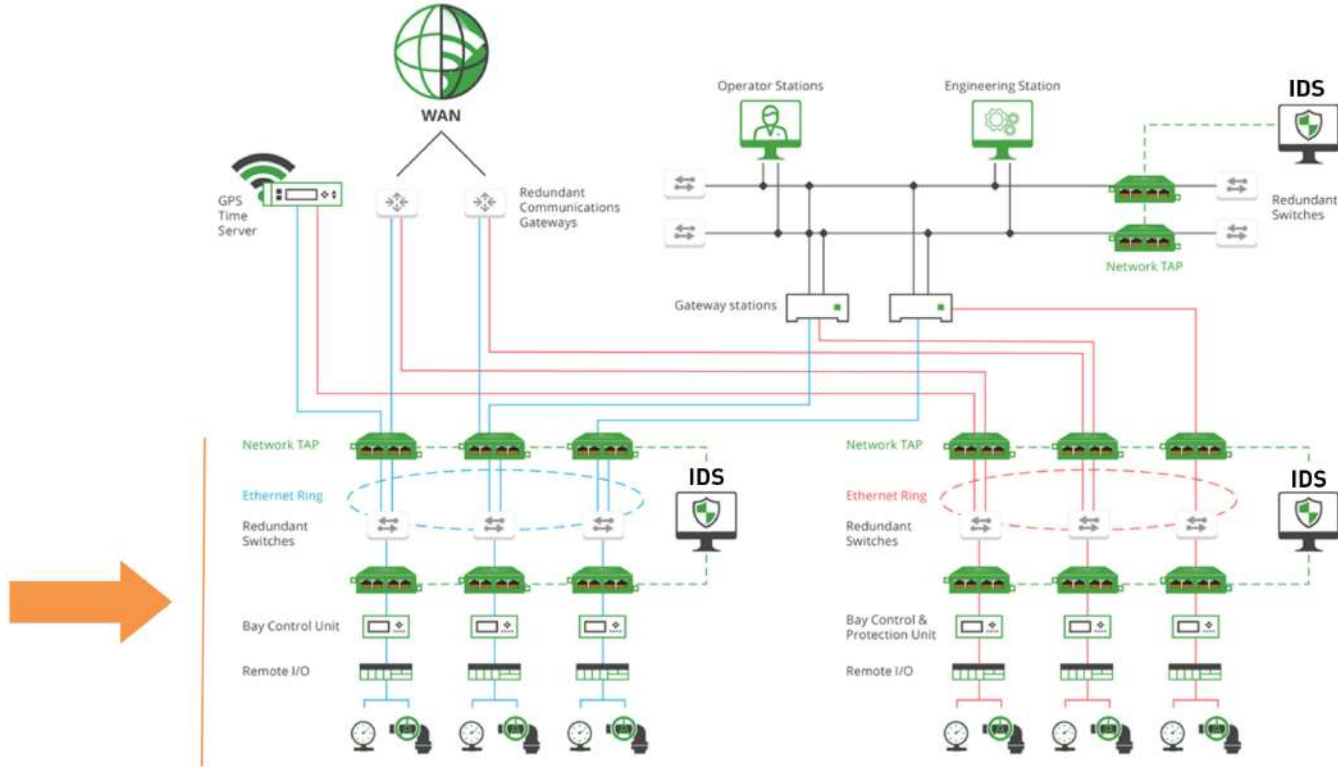 WAN
GPS
Time
Server
Redundant
Communications
Gateways
Operator Stations
Engineering Station
IDS
Redundant
Switches
Network TAP
Gateway stations
Network TAP
Ethernet Ring
Redundant
Switches
IDS
Bay Control Unit
Remote I/O
Network TAP
Ethernet Ring
Redundant
Switches
IDS
Bay Control &
Protection Unit
Remote I/O